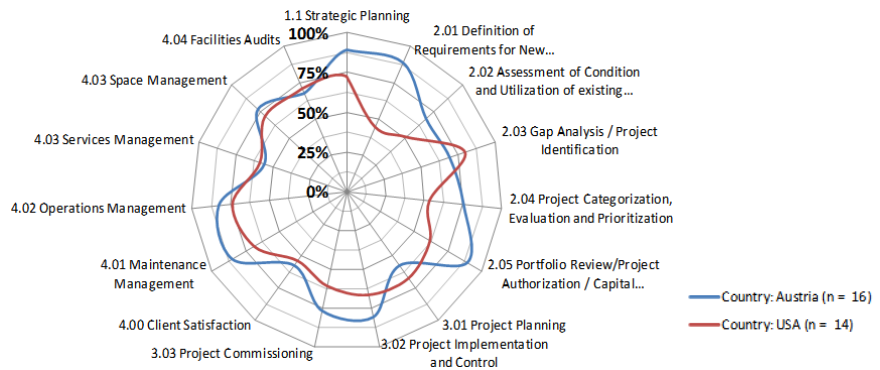 1.1 Strategic Planning
100%
75%
50%
25%
0%
2.01 Definition of
Requirements for New...
2.02 Assessment of Condition
and Utilization of existing...
2.03 Gap Analysis / Project
Identification
2.04 Project Categorization,
Evaluation and Prioritization
2.05 Portfolio Review/Project
Authorization / Capital...
3.01 Project Planning
3.02 Project Implementation
and Control
3.03 Project Commissioning
4.00 Client Satisfaction
4.01 Maintenance
Management
4.02 Operations Management
4.03 Services Management
4.03 Space Management
4.04 Facilities Audits
Country: Austria (n = 16)
Country: USA (n = 14)